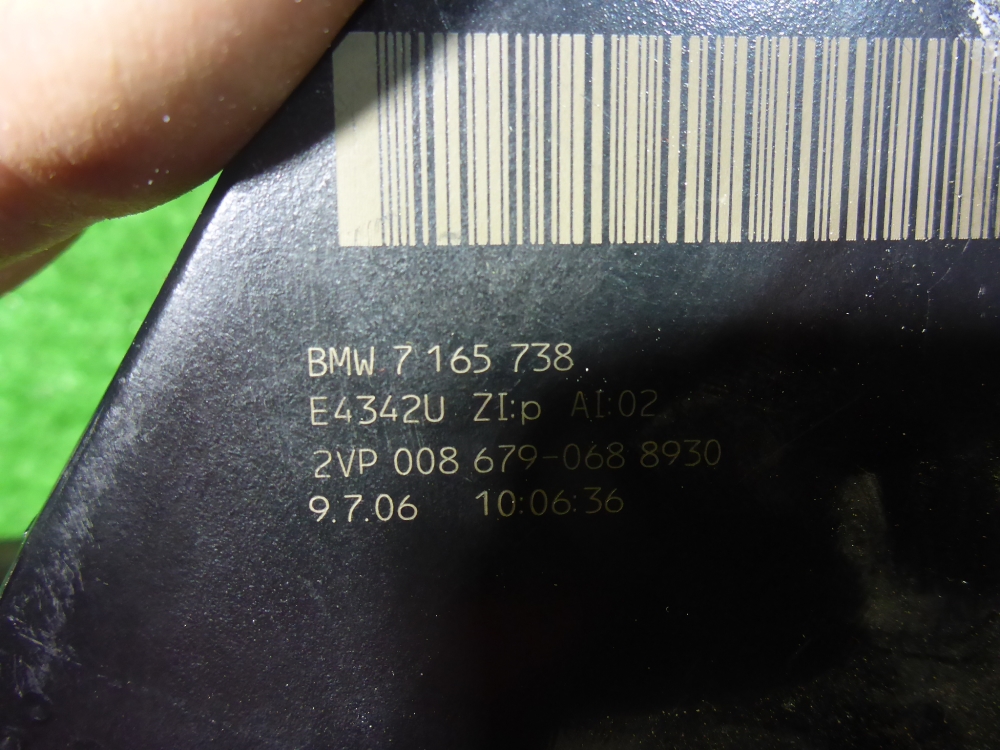 BMW 7 165 738
E4342U ZI:p AI:02
2VP 008 679-068 8930
9.7.06 10:06:36